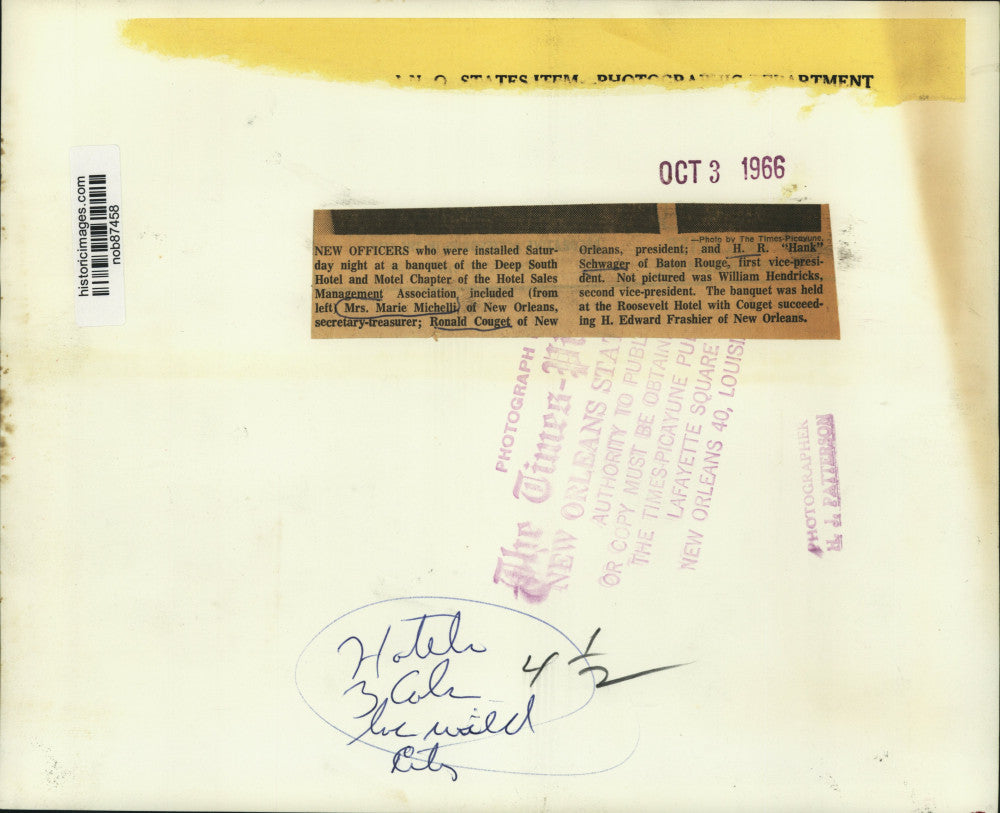 N. O. STATES-ITEM—PHOTOGRAPHIC DEPARTMENT
OCT 3 1966
historicimages.com
nob87458
—Photo by The Times-Picayune.
NEW OFFICERS who were installed Satur-
day night at a banquet of the Deep South
Hotel and Motel Chapter of the Hotel Sales
Management Association included (from
left) Mrs. Marie Michelli of New Orleans,
secretary-treasurer; Ronald Couget of New
Orleans, president; and H. R. "Hank"
Schwager of Baton Rouge, first vice-presi-
dent. Not pictured was William Hendricks,
second vice-president. The banquet was held
at the Roosevelt Hotel with Couget succeed-
ing H. Edward Frashier of New Orleans.
PHOTOGRAPH
The Times-Pi
NEW ORLEANS STA
AUTHORITY TO PUBL
OR COPY MUST BE OBTAIN
THE TIMES-PICAYUNE PU
LAFAYETTE SQUARE
NEW ORLEANS 40, LOUISI
PHOTOGRAPHER
H. J. PATTERSON
Hotels
3 Cols
4 1/2
City